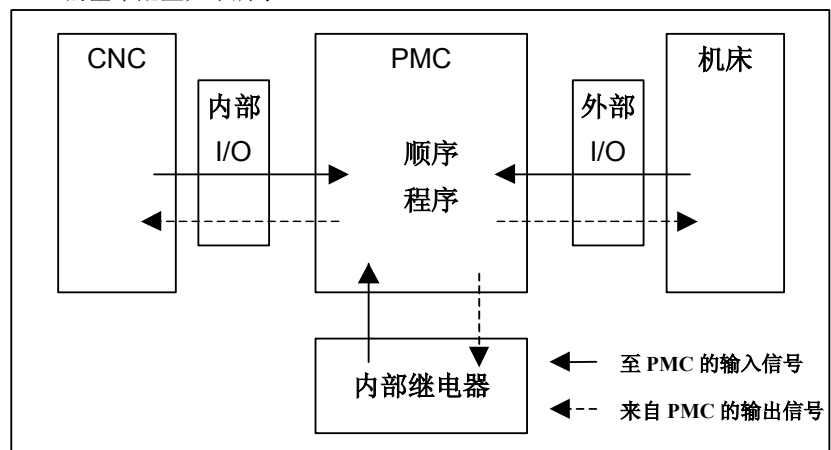 CNC
PMC
机床
内部
I/O
外部
I/O
顺序
程序
内部继电器
至 PMC 的输入信号
来自 PMC 的输出信号